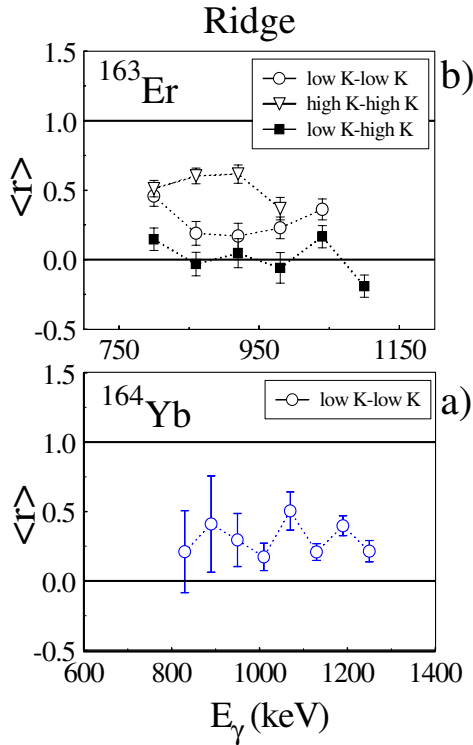 Ridge
b)
¹⁶³Er
low K-low K
high K-high K
low K-high K
<r>
1.5
1.0
0.5
0.0
-0.5
750
950
1150
a)
¹⁶⁴Yb
low K-low K
<r>
1.5
1.0
0.5
0.0
-0.5
600
800
1000
1200
1400
Eγ (keV)